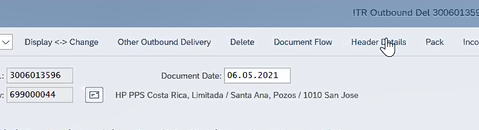 ITR Outbound Del 300601359
Display <-> Change Other Outbound Delivery Delete Document Flow Header Details Pack
3006013596 Document Date: 06.05.2021
699000044 HP PPS Costa Rica, Limitada / Santa Ana, Pozos / 1010 San Jose